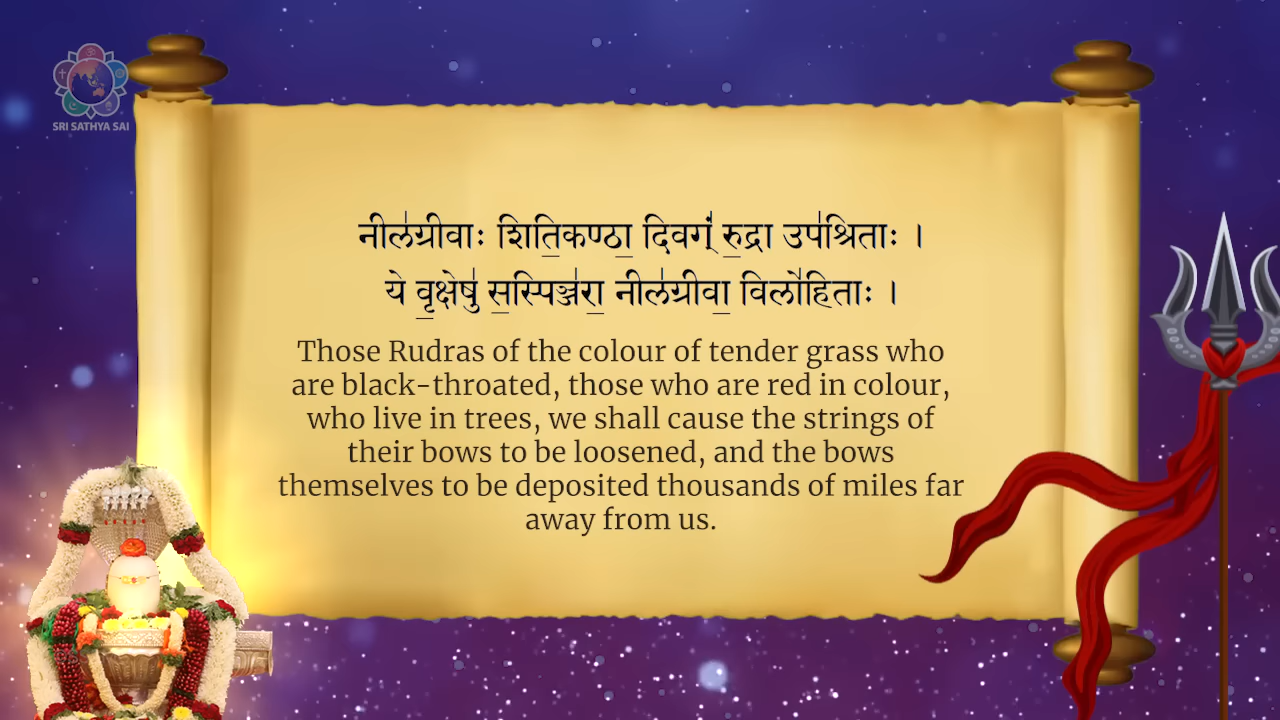 SRI SATHYA SAI
नील॑ग्रीवाः शिति॒कण्ठा॒ दिवग्ं॑ रु॒द्रा उप॑श्रिताः ।
ये वृ॒क्षेषु॑ स॒स्पिञ्ज॑रा॒ नील॑ग्रीवा॒ विलो॑हिताः ।
Those Rudras of the colour of tender grass who
are black-throated, those who are red in colour,
who live in trees, we shall cause the strings of
their bows to be loosened, and the bows
themselves to be deposited thousands of miles far
away from us.